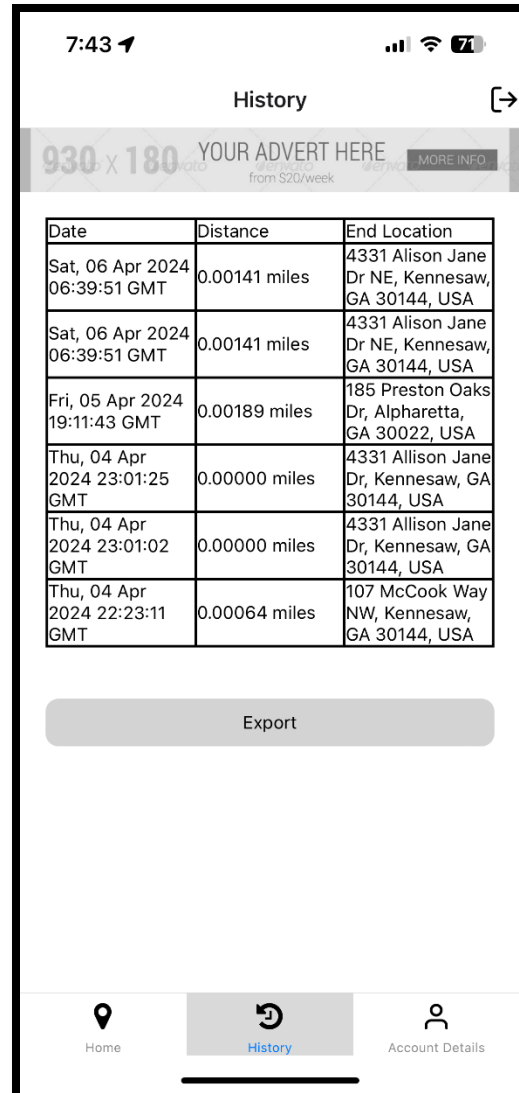 7:43
71
History
930 x 180
YOUR ADVERT HERE
from $20/week
MORE INFO
Date
Distance
End Location
Sat, 06 Apr 2024
06:39:51 GMT
0.00141 miles
4331 Alison Jane
Dr NE, Kennesaw,
GA 30144, USA
Sat, 06 Apr 2024
06:39:51 GMT
0.00141 miles
4331 Alison Jane
Dr NE, Kennesaw,
GA 30144, USA
Fri, 05 Apr 2024
19:11:43 GMT
0.00189 miles
185 Preston Oaks
Dr, Alpharetta,
GA 30022, USA
Thu, 04 Apr
2024 23:01:25
GMT
0.00000 miles
4331 Allison Jane
Dr, Kennesaw, GA
30144, USA
Thu, 04 Apr
2024 23:01:02
GMT
0.00000 miles
4331 Allison Jane
Dr, Kennesaw, GA
30144, USA
Thu, 04 Apr
2024 22:23:11
GMT
0.00064 miles
107 McCook Way
NW, Kennesaw,
GA 30144, USA
Export
Home
History
Account Details